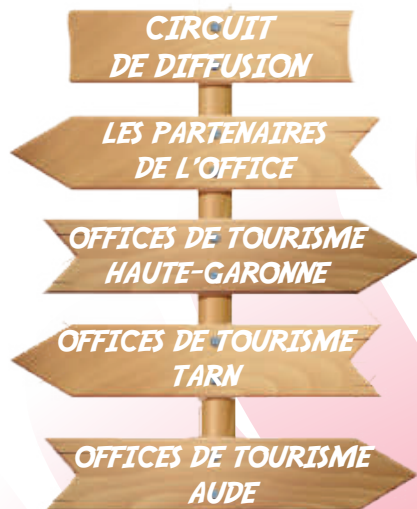 CIRCUIT
DE DIFFUSION
LES PARTENAIRES
DE L'OFFICE
OFFICES DE TOURISME
HAUTE-GARONNE
OFFICES DE TOURISME
TARN
OFFICES DE TOURISME
AUDE